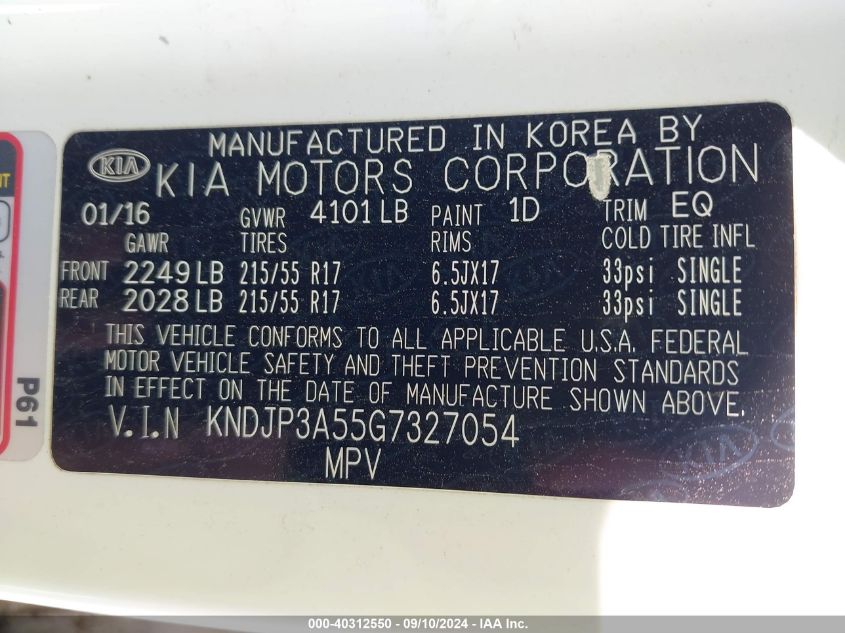 MANUFACTURED IN KOREA BY
KIA KIA MOTORS CORPORATION
01/16 GVWR 4101 LB PAINT 1D TRIM EQ
GAWR TIRES RIMS COLD TIRE INFL
FRONT 2249 LB 215/55 R17 6.5JX17 33psi SINGLE
REAR 2028 LB 215/55 R17 6.5JX17 33psi SINGLE
THIS VEHICLE CONFORMS TO ALL APPLICABLE U.S.A. FEDERAL
MOTOR VEHICLE SAFETY AND THEFT PREVENTION STANDARDS
IN EFFECT ON THE DATE OF MANUFACTURE SHOWN ABOVE.
V.I.N KNDJP3A55G7327054
MPV
P61
000-40312550 - 09/10/2024 - IAA Inc.